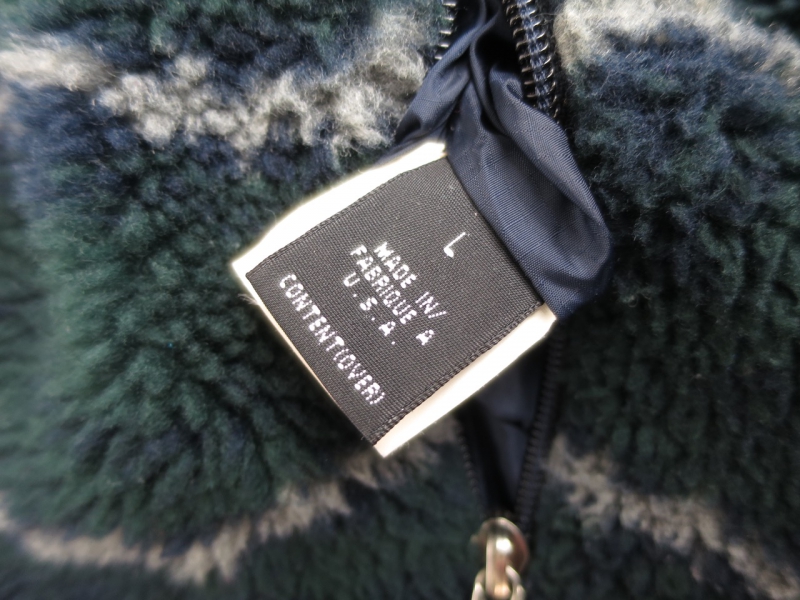 L
MADE IN/
FABRIQUE A
U.S.A.
CONTENT(OVER)